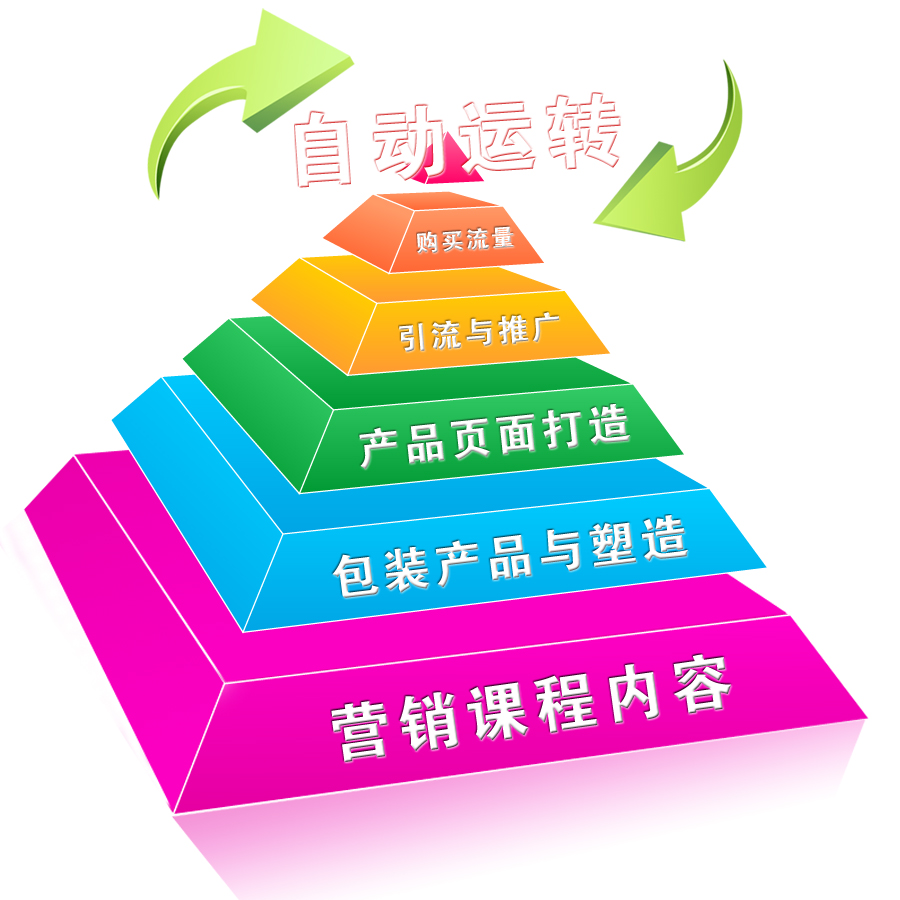 自动运转
购买流量
引流与推广
产品页面打造
包装产品与塑造
营销课程内容